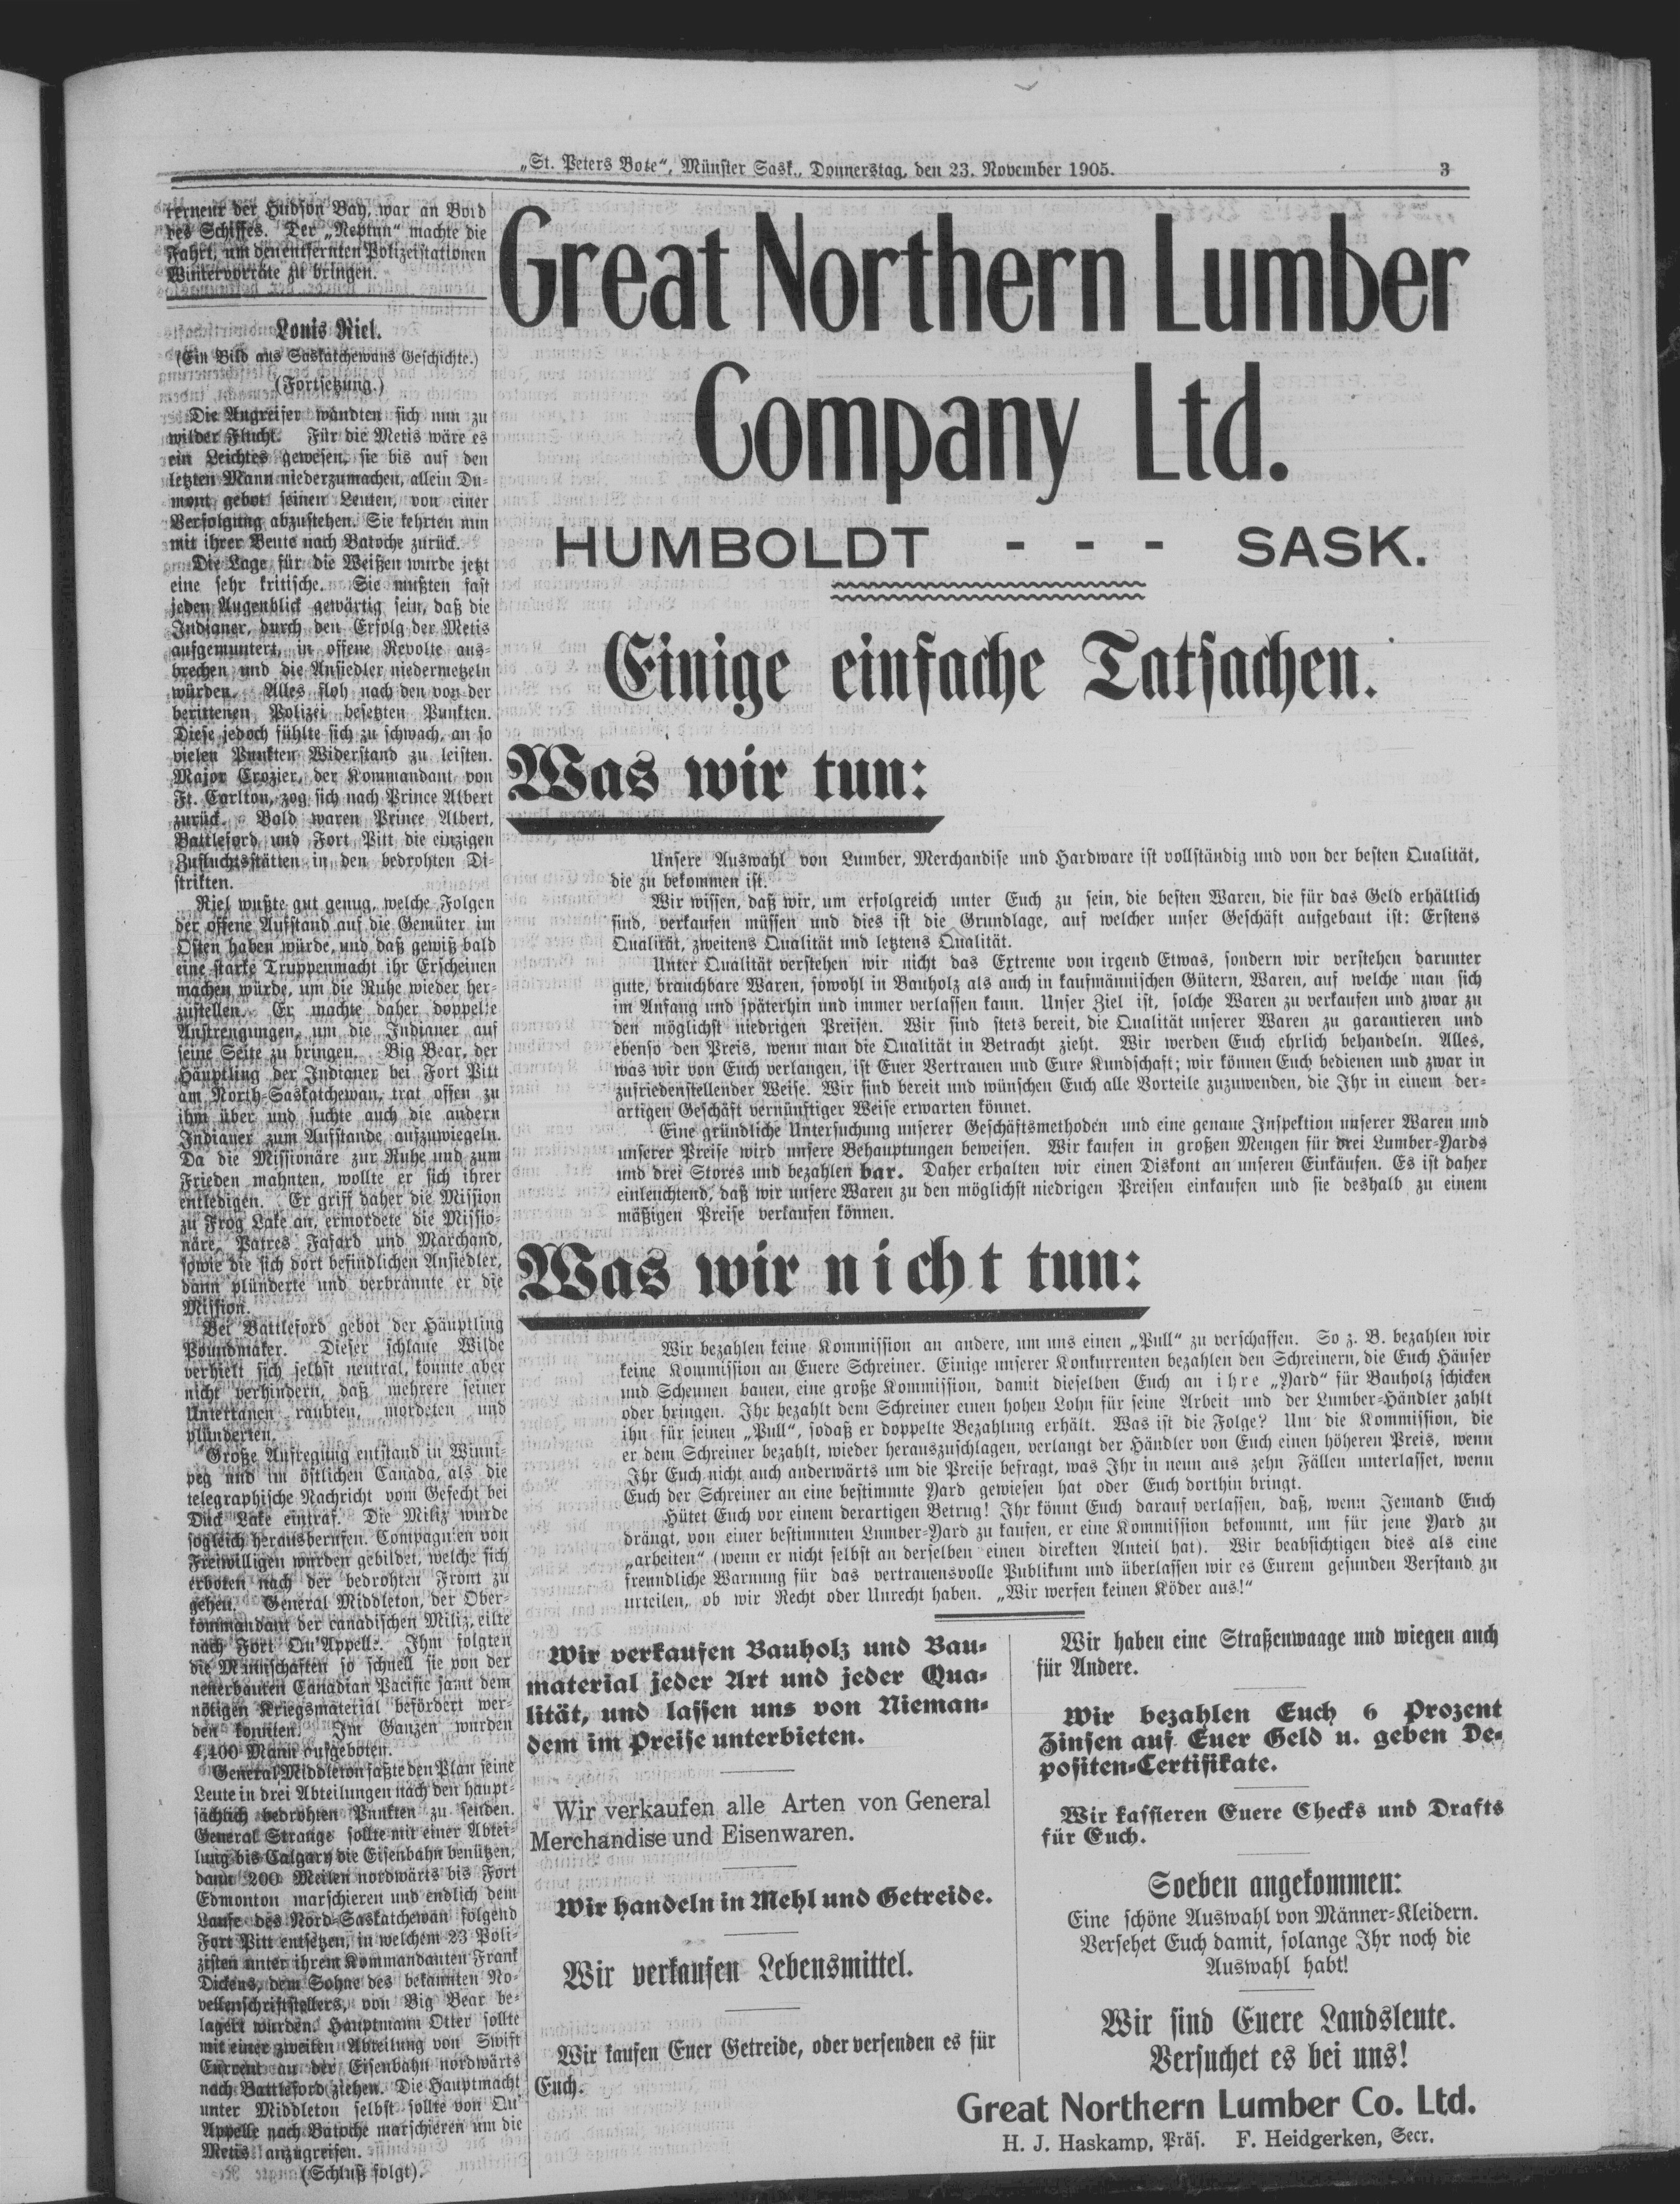 „St. Peters Bote“, Münster Sask., Donnerstag, den 23. November 1905.
3
verneur der Hudson Bay, war an Bord
des Schiffes. Der „Neptun“ machte die
Fahrt, um den entfernten Polizeistationen
Wintervorräte zu bringen.
Louis Riel.
(Ein Bild aus Saskatchewans Geschichte.)
(Fortsetzung.)
Die Angreifer wandten sich nun zu
wilder Flucht. Für die Metis wäre es
ein Leichtes gewesen, sie bis auf den
letzten Mann niederzumachen, allein Du-
mont gebot seinen Leuten, von einer
Verfolgung abzustehen. Sie kehrten nun
mit ihrer Beute nach Batoche zurück.
Die Lage für die Weißen wurde jetzt
eine sehr kritische. Sie mußten fast
jeden Augenblick gewärtig sein, daß die
Indianer, durch den Erfolg der Metis
aufgemuntert, in offene Revolte aus-
brechen und die Ansiedler niedermetzeln
würden. Alles floh nach den von der
berittenen Polizei besetzten Punkten.
Diese jedoch fühlte sich zu schwach, an so
vielen Punkten Widerstand zu leisten.
Major Crozier, der Kommandant von
Ft. Carlton, zog sich nach Prince Albert
zurück. Bald waren Prince Albert,
Battleford und Fort Pitt die einzigen
Zufluchtsstätten in den bedrohten Di-
strikten.
Riel wußte gut genug, welche Folgen
der offene Aufstand auf die Gemüter im
Osten haben würde, und daß gewiß bald
eine starke Truppenmacht ihr Erscheinen
machen würde, um die Ruhe wieder her-
zustellen. Er machte daher doppelte
Anstrengungen, um die Indianer auf
seine Seite zu bringen. Big Bear, der
Häuptling der Indianer bei Fort Pitt
am North-Saskatchewan, trat offen zu
ihm über und suchte auch die andern
Indianer zum Aufstande aufzuwiegeln.
Da die Missionäre zur Ruhe und zum
Frieden mahnten, wollte er sich ihrer
entledigen. Er griff daher die Mission
zu Frog Lake an, ermordete die Missio-
näre, Patres Fafard und Marchand,
sowie die sich dort befindlichen Ansiedler,
dann plünderte und verbrannte er die
Mission.
Bei Battleford gebot der Häuptling
Poundmaker. Dieser schlaue Wilde
verhielt sich selbst neutral, konnte aber
nicht verhindern, daß mehrere seiner
Untertanen raubten, mordeten und
plünderten.
Große Aufregung entstand in Winni-
peg und im östlichen Canada, als die
telegraphische Nachricht vom Gefecht bei
Duck Lake eintraf. Die Miliz wurde
sogleich herausberufen. Compagnien von
Freiwilligen wurden gebildet, welche sich
erboten nach der bedrohten Front zu
gehen. General Middleton, der Ober-
kommandant der canadischen Miliz, eilte
nach Fort Qu'Appelle. Ihm folgten
die Mannschaften so schnell sie von der
neuerbauten Canadian Pacific samt dem
nötigen Kriegsmaterial befördert wer-
den konnten. Im Ganzen wurden
4,400 Mann aufgeboten.
General Middleton faßte den Plan seine
Leute in drei Abteilungen nach den haupt-
sächlich bedrohten Punkten zu senden.
General Strange sollte mit einer Abtei-
lung bis Calgary die Eisenbahn benützen,
dann 200 Meilen nordwärts bis Fort
Edmonton marschieren und endlich dem
Laufe des Nord-Saskatchewan folgend
Fort Pitt entsetzen, in welchem 23 Poli-
zisten unter ihrem Kommandanten Frank
Dickens, dem Sohne des bekannten No-
vellenschriftstellers, von Big Bear be-
lagert wurden. Hauptmann Otter sollte
mit einer zweiten Abteilung von Swift
Current an der Eisenbahn nordwärts
nach Battleford ziehen. Die Hauptmacht
unter Middleton selbst sollte von Qu'
Appelle nach Batoche marschieren um die
Metis anzugreifen.
(Schluß folgt).
Great Northern Lumber
Company Ltd.
HUMBOLDT - - - SASK.
Einige einfache Tatsachen.
Was wir tun:
Unsere Auswahl von Lumber, Merchandise und Hardware ist vollständig und von der besten Qualität,
die zu bekommen ist.
Wir wissen, daß wir, um erfolgreich unter Euch zu sein, die besten Waren, die für das Geld erhältlich
sind, verkaufen müssen und dies ist die Grundlage, auf welcher unser Geschäft aufgebaut ist: Erstens
Qualität, zweitens Qualität und letztens Qualität.
Unter Qualität verstehen wir nicht das Extreme von irgend Etwas, sondern wir verstehen darunter
gute, brauchbare Waren, sowohl in Bauholz als auch in kaufmännischen Gütern, Waren, auf welche man sich
im Anfang und späterhin und immer verlassen kann. Unser Ziel ist, solche Waren zu verkaufen und zwar zu
den möglichst niedrigen Preisen. Wir sind stets bereit, die Qualität unserer Waren zu garantieren und
ebenso den Preis, wenn man die Qualität in Betracht zieht. Wir werden Euch ehrlich behandeln. Alles,
was wir von Euch verlangen, ist Euer Vertrauen und Eure Kundschaft; wir können Euch bedienen und zwar in
zufriedenstellender Weise. Wir sind bereit und wünschen Euch alle Vorteile zuzuwenden, die Ihr in einem der-
artigen Geschäft vernünftiger Weise erwarten könnet.
Eine gründliche Untersuchung unserer Geschäftsmethoden und eine genaue Inspektion unserer Waren und
unserer Preise wird unsere Behauptungen beweisen. Wir kaufen in großen Mengen für drei Lumber-Yards
und drei Stores und bezahlen bar. Daher erhalten wir einen Diskont an unseren Einkäufen. Es ist daher
einleuchtend, daß wir unsere Waren zu den möglichst niedrigen Preisen einkaufen und sie deshalb zu einem
mäßigen Preise verkaufen können.
Was wir nicht tun:
Wir bezahlen keine Kommission an andere, um uns einen „Pull“ zu verschaffen. So z. B. bezahlen wir
keine Kommission an Euere Schreiner. Einige unserer Konkurrenten bezahlen den Schreinern, die Euch Häuser
und Scheunen bauen, eine große Kommission, damit dieselben Euch an ihre „Yard“ für Bauholz schicken
oder bringen. Ihr bezahlt dem Schreiner einen hohen Lohn für seine Arbeit und der Lumber-Händler zahlt
ihn für seinen „Pull“, sodaß er doppelte Bezahlung erhält. Was ist die Folge? Um die Kommission, die
er dem Schreiner bezahlt, wieder herauszuschlagen, verlangt der Händler von Euch einen höheren Preis, wenn
Ihr Euch nicht auch anderwärts um die Preise befragt, was Ihr in neun aus zehn Fällen unterlasset, wenn
Euch der Schreiner an eine bestimmte Yard gewiesen hat oder Euch dorthin bringt.
Hütet Euch vor einem derartigen Betrug! Ihr könnt Euch darauf verlassen, daß, wenn Jemand Euch
drängt, von einer bestimmten Lumber-Yard zu kaufen, er eine Kommission bekommt, um für jene Yard zu
„arbeiten“ (wenn er nicht selbst an derselben einen direkten Anteil hat). Wir beabsichtigen dies als eine
freundliche Warnung für das vertrauensvolle Publikum und überlassen wir es Eurem gesunden Verstand zu
urteilen, ob wir Recht oder Unrecht haben. „Wir werfen keinen Köder aus!“
Wir verkaufen Bauholz und Bau-
material jeder Art und jeder Qua-
lität, und lassen uns von Nieman-
dem im Preise unterbieten.
Wir verkaufen alle Arten von General
Merchandise und Eisenwaren.
Wir handeln in Mehl und Getreide.
Wir verkaufen Lebensmittel.
Wir kaufen Euer Getreide, oder versenden es für
Euch.
Wir haben eine Straßenwaage und wiegen auch
für Andere.
Wir bezahlen Euch 6 Prozent
Zinsen auf Euer Geld u. geben De-
positen-Certifikate.
Wir kassieren Euere Checks und Drafts
für Euch.
Soeben angekommen:
Eine schöne Auswahl von Männer-Kleidern.
Versehet Euch damit, solange Ihr noch die
Auswahl habt!
Wir sind Euere Landsleute.
Versuchet es bei uns!
Great Northern Lumber Co. Ltd.
H. J. Haskamp, Präs. F. Heidgerken, Secr.